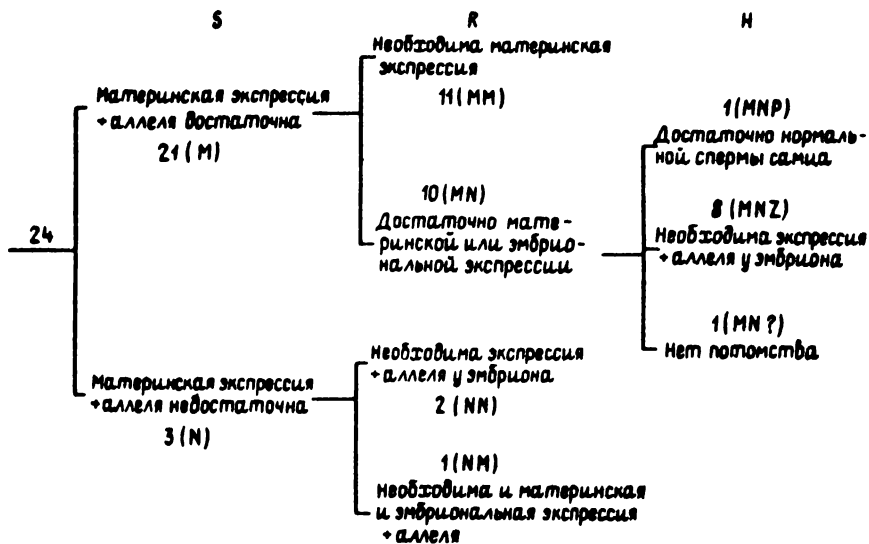 S
R
H
24
Материнская экспрессия
+ аллеля достаточна
21 (M)
Материнская экспрессия
+ аллеля недостаточна
3 (N)
Необходима материнская
экспрессия
11 (MM)
10 (MN)
Достаточно мате-
ринской или эмбрио-
нальной экспрессии
Необходима экспрессия
+ аллеля у эмбриона
2 (NN)
1 (NM)
Необходима и материнская
и эмбриональная экспрессия
+ аллеля
1 (MNP)
Достаточно нормаль-
ной спермы самца
8 (MNZ)
Необходима экспрессия
+ аллеля у эмбриона
1 (MN ?)
Нет потомства